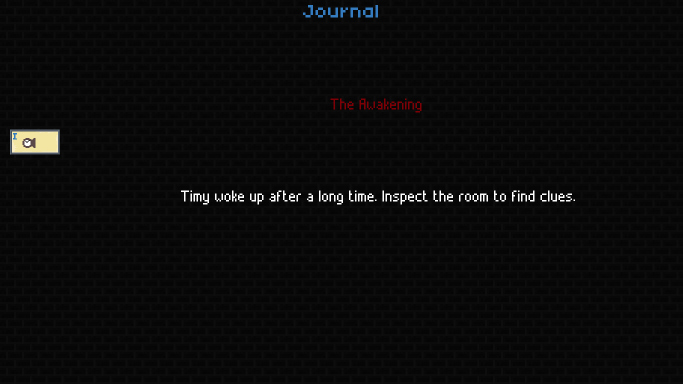 Journal
The Awakening
I
Timy woke up after a long time. Inspect the room to find clues.